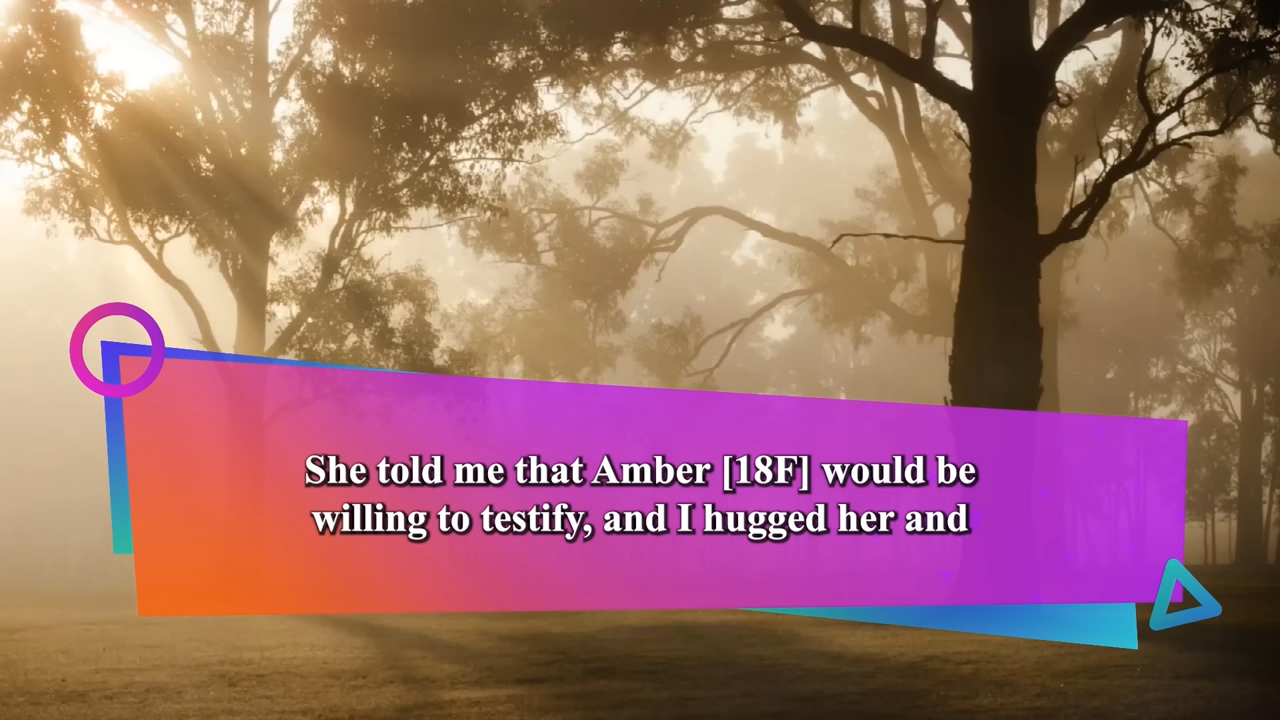 She told me that Amber [18F] would be
willing to testify, and I hugged her and